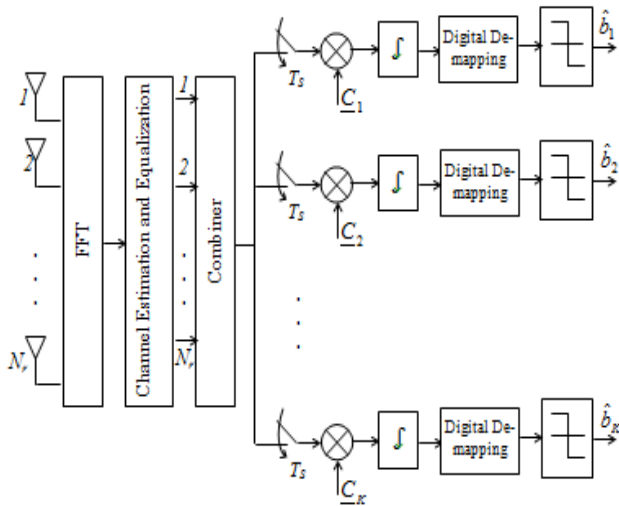 1
2
. . .
N_r
FFT
Channel Estimation and Equalization
1
2
. . .
N_r
Combiner
T_S
C_1
∫
Digital De-
mapping
b̂_1
T_S
C_2
∫
Digital De-
mapping
b̂_2
. . .
T_S
C_K
∫
Digital De-
mapping
b̂_K